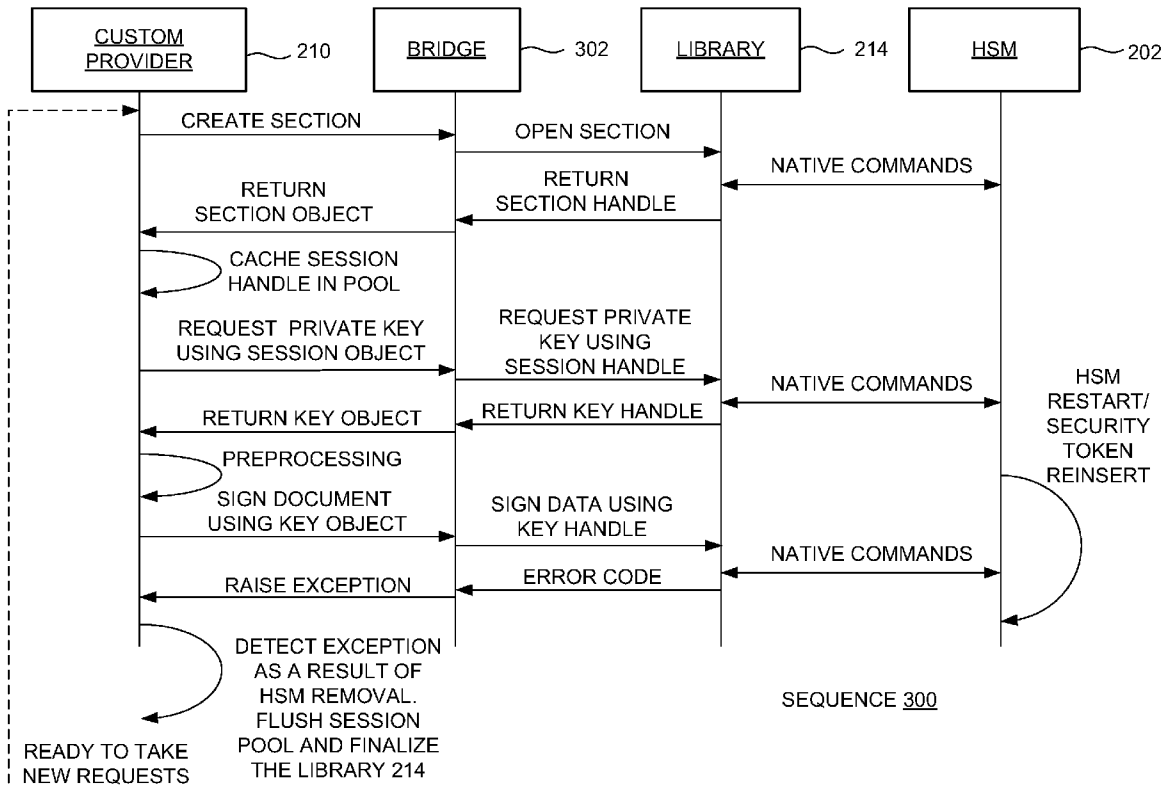 CUSTOM
PROVIDER
210
BRIDGE
302
LIBRARY
214
HSM
202
CREATE SECTION
OPEN SECTION
NATIVE COMMANDS
RETURN
SECTION HANDLE
RETURN
SECTION OBJECT
CACHE SESSION
HANDLE IN POOL
REQUEST PRIVATE KEY
USING SESSION OBJECT
REQUEST PRIVATE
KEY USING
SESSION HANDLE
NATIVE COMMANDS
HSM
RESTART/
SECURITY
TOKEN
REINSERT
RETURN KEY HANDLE
RETURN KEY OBJECT
PREPROCESSING
SIGN DOCUMENT
USING KEY OBJECT
SIGN DATA USING
KEY HANDLE
NATIVE COMMANDS
ERROR CODE
RAISE EXCEPTION
DETECT EXCEPTION
AS A RESULT OF
HSM REMOVAL.
FLUSH SESSION
POOL AND FINALIZE
THE LIBRARY 214
SEQUENCE 300
READY TO TAKE
NEW REQUESTS